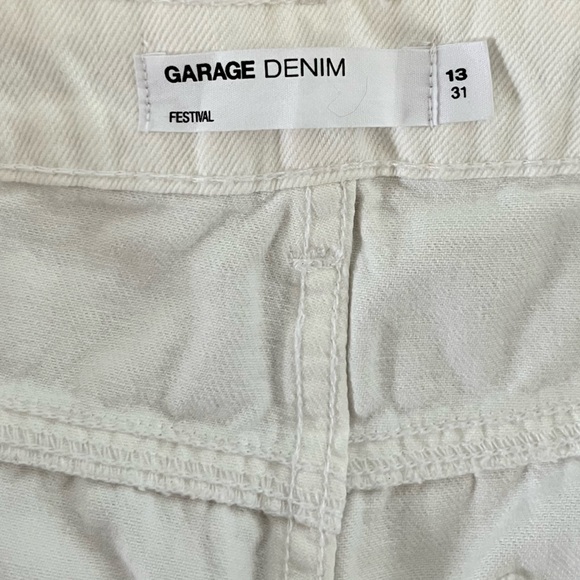 GARAGE DENIM
FESTIVAL
13
31